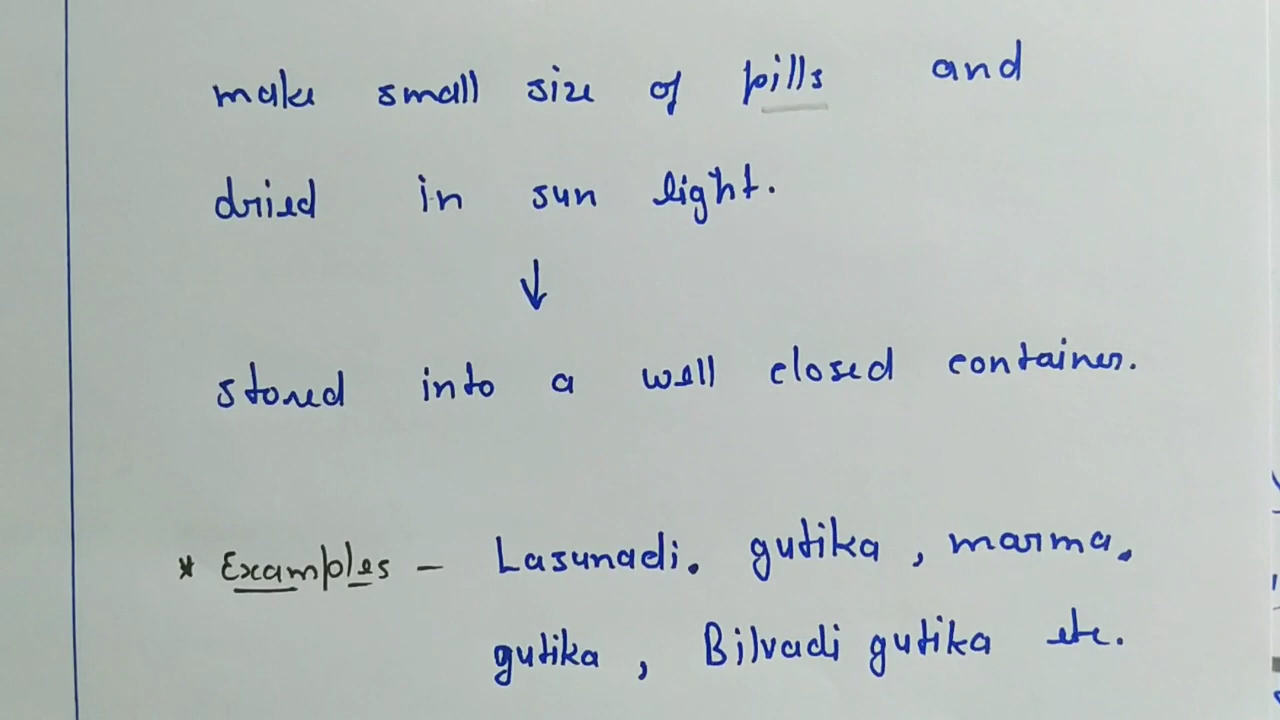 make small size of pills and
dried in sun light.
↓
stored into a well closed container.
* Examples - Lasunadi. gutika, marma.
gutika, Bilvadi gutika etc.